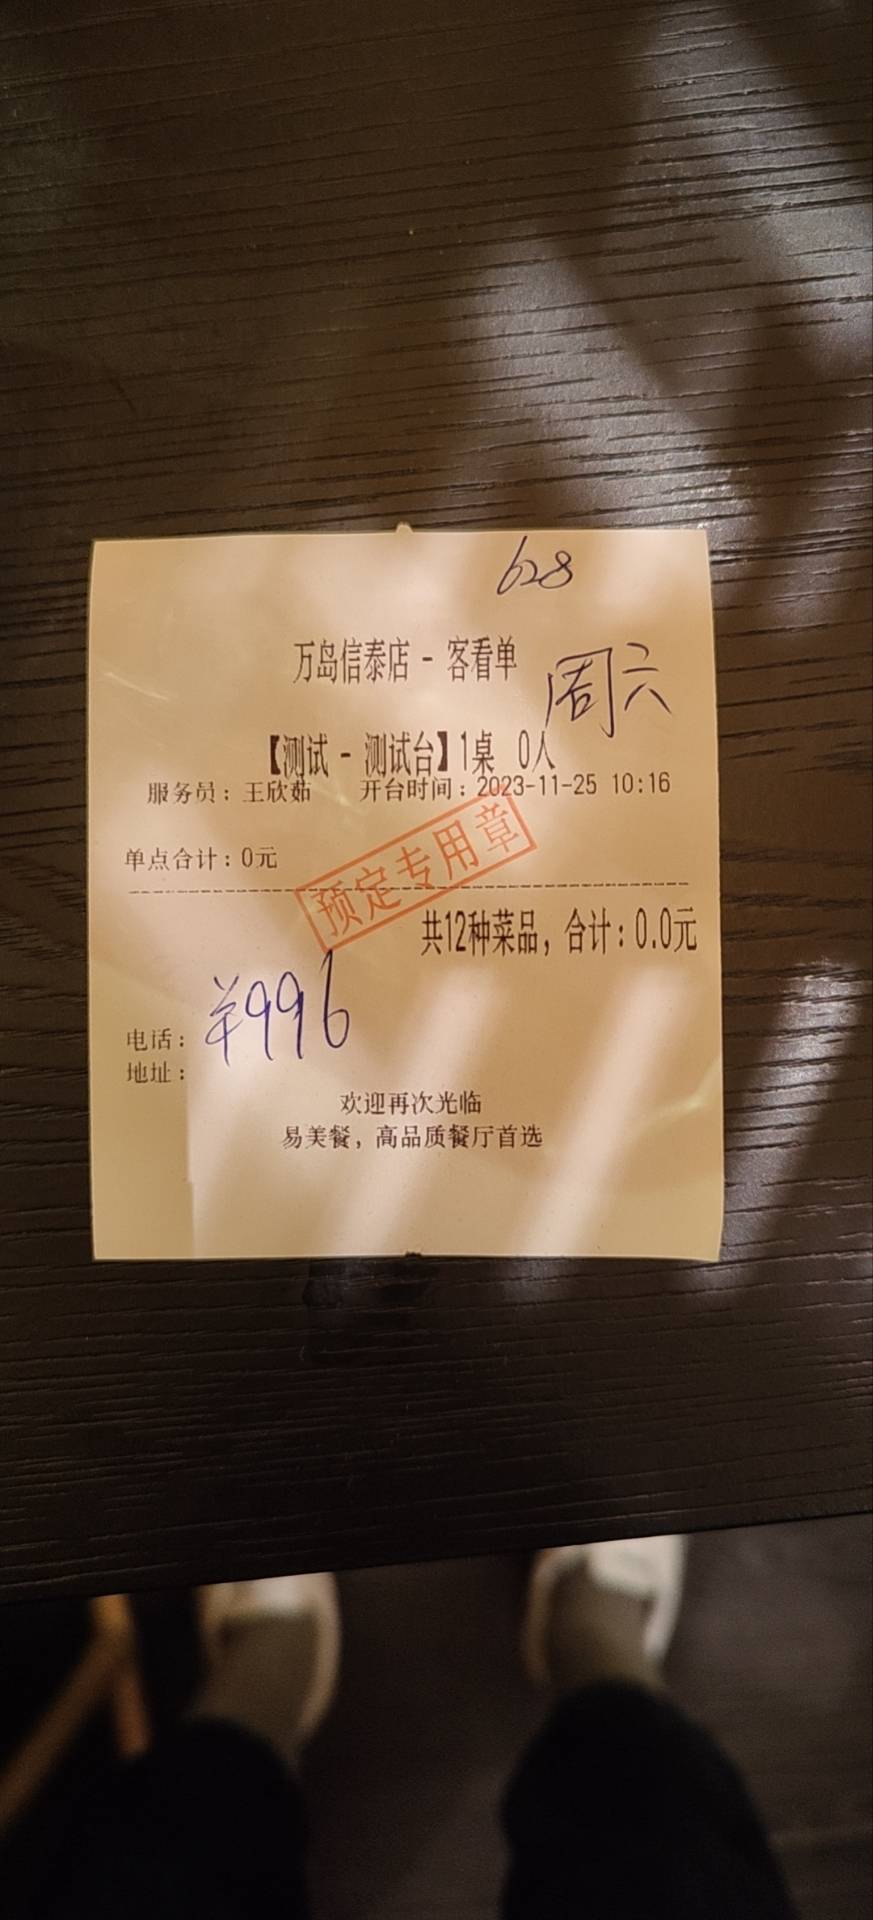 628
万岛信泰店 - 客看单
周六
【测试 - 测试台】1桌 0人
服务员：王欣茹 开台时间：2023-11-25 10:16
单点合计：0元
预定专用章
共12种菜品，合计：0.0元
¥996
电话：
地址：
欢迎再次光临
易美餐，高品质餐厅首选